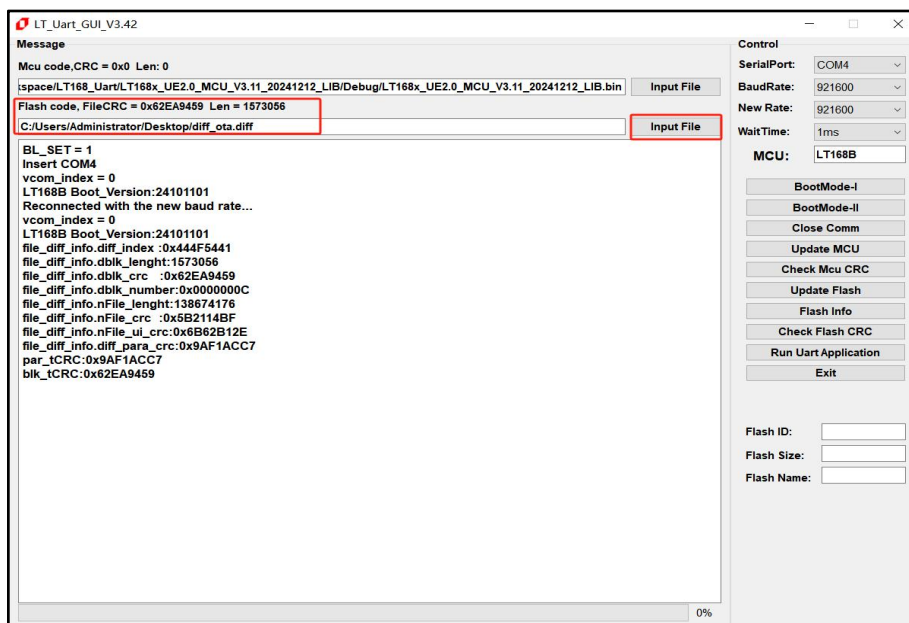 LT_Uart_GUI_V3.42
Message
Mcu code,CRC = 0x0 Len: 0
:space/LT168_Uart/LT168x_UE2.0_MCU_V3.11_20241212_LIB/Debug/LT168x_UE2.0_MCU_V3.11_20241212_LIB.bin
Input File
Flash code, FileCRC = 0x62EA9459 Len = 1573056
C:/Users/Administrator/Desktop/diff_ota.diff
Input File
BL_SET = 1
Insert COM4
vcom_index = 0
LT168B Boot_Version:24101101
Reconnected with the new baud rate...
vcom_index = 0
LT168B Boot_Version:24101101
file_diff_info.diff_index :0x444F5441
file_diff_info.dblk_lenght:1573056
file_diff_info.dblk_crc :0x62EA9459
file_diff_info.dblk_number:0x0000000C
file_diff_info.nFile_lenght:138674176
file_diff_info.nFile_crc :0x5B2114BF
file_diff_info.nFile_ui_crc:0x6B62B12E
file_diff_info.diff_para_crc:0x9AF1ACC7
par_tCRC:0x9AF1ACC7
blk_tCRC:0x62EA9459
0%
Control
SerialPort: COM4
BaudRate: 921600
New Rate: 921600
WaitTime: 1ms
MCU: LT168B
BootMode-I
BootMode-II
Close Comm
Update MCU
Check Mcu CRC
Update Flash
Flash Info
Check Flash CRC
Run Uart Application
Exit
Flash ID:
Flash Size:
Flash Name: